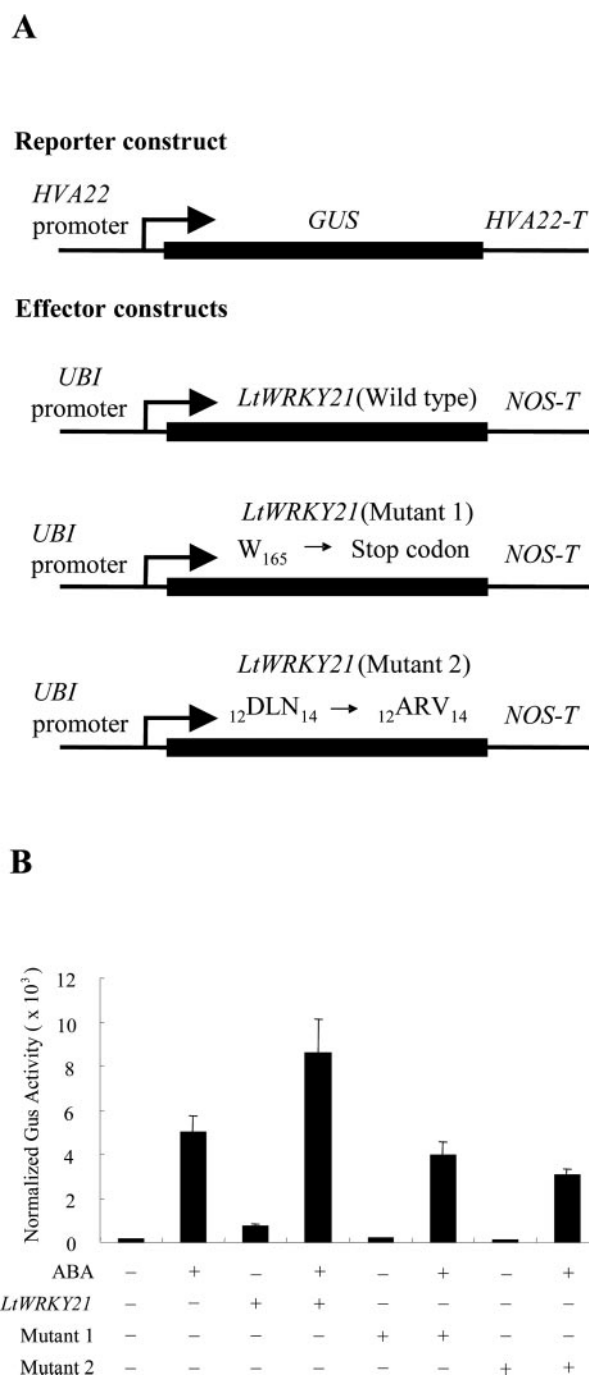 A
Reporter construct
HVA22 promoter
GUS
HVA22-T
Effector constructs
UBI promoter
LtWRKY21(Wild type)
NOS-T
UBI promoter
LtWRKY21(Mutant 1)
W165 → Stop codon
NOS-T
UBI promoter
LtWRKY21(Mutant 2)
12DLN14 → 12ARV14
NOS-T
B
Normalized Gus Activity ( x 10³)
12
10
8
6
4
2
0
ABA – + – + – + – +
LtWRKY21 – – + + – – – –
Mutant 1 – – – – + + – –
Mutant 2 – – – – – – + +